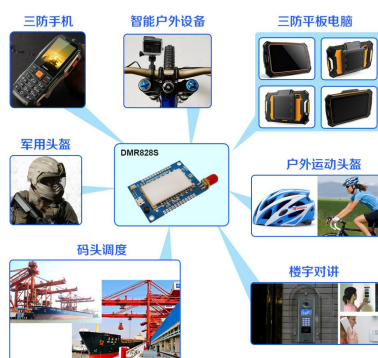 三防手机
智能户外设备
三防平板电脑
DMR828S
军用头盔
户外运动头盔
码头调度
楼宇对讲